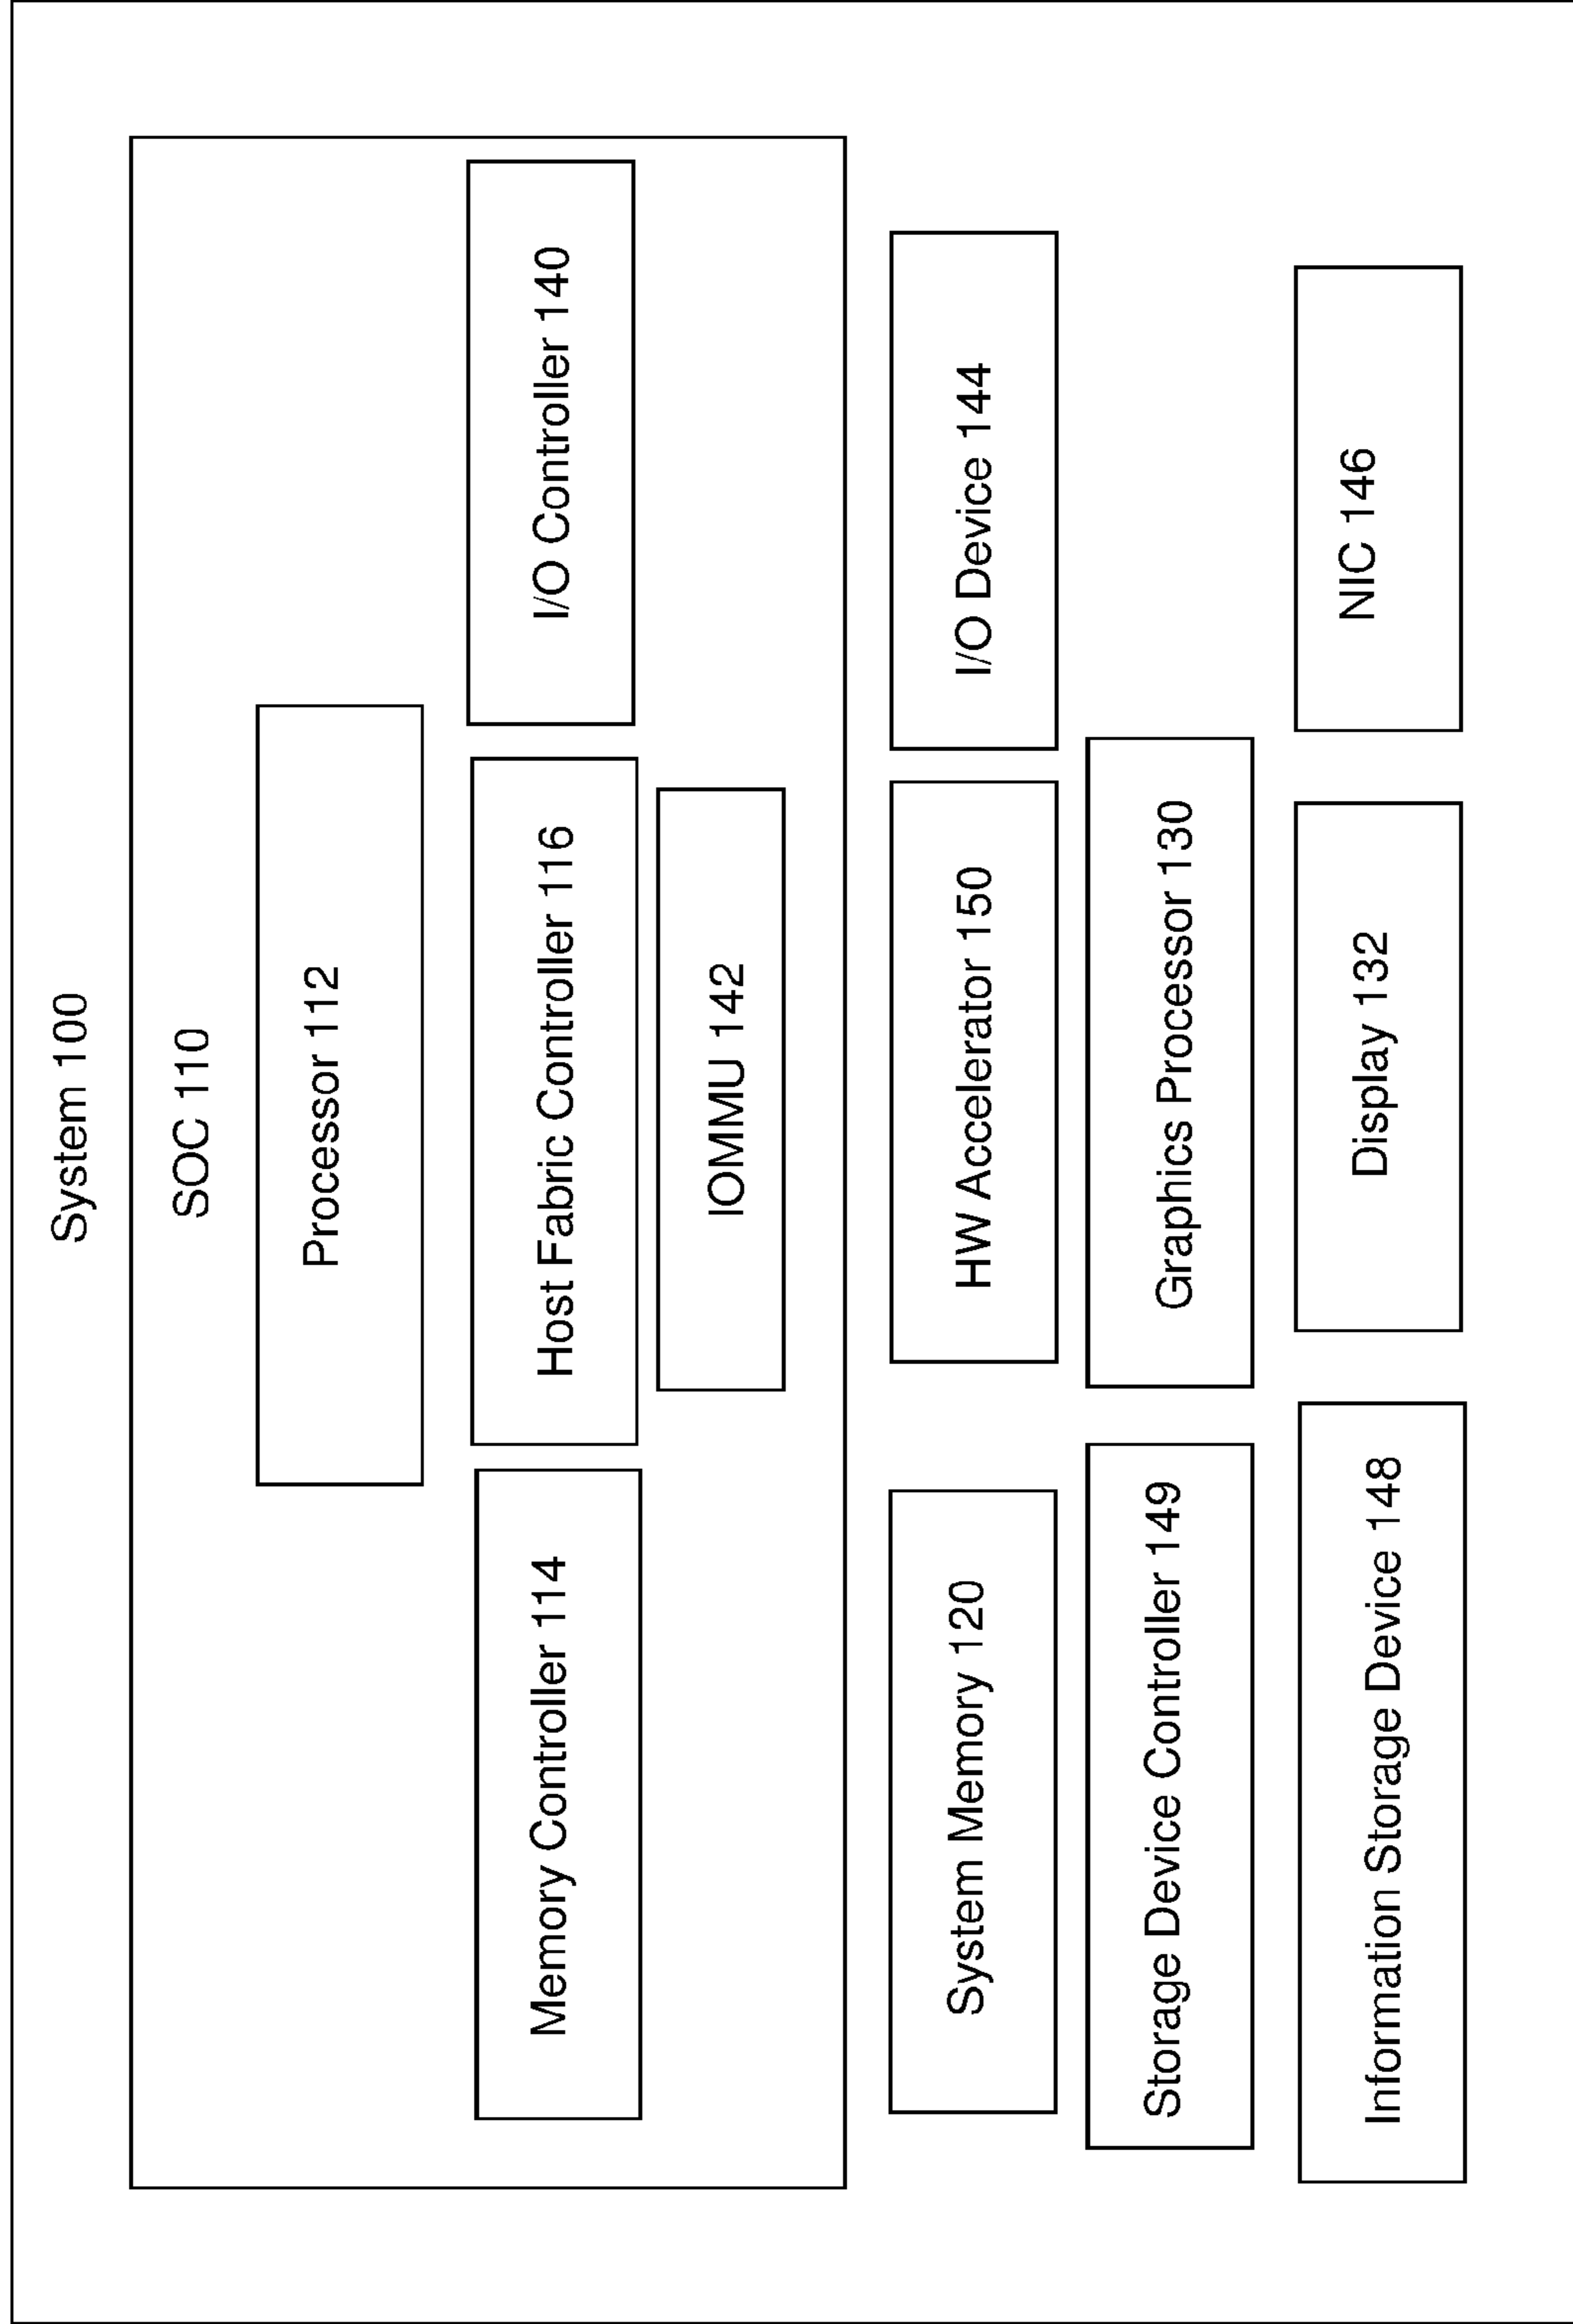 System 100
SOC 110
Processor 112
Memory Controller 114
Host Fabric Controller 116
I/O Controller 140
IOMMU 142
System Memory 120
HW Accelerator 150
I/O Device 144
Storage Device Controller 149
Graphics Processor 130
Information Storage Device 148
Display 132
NIC 146